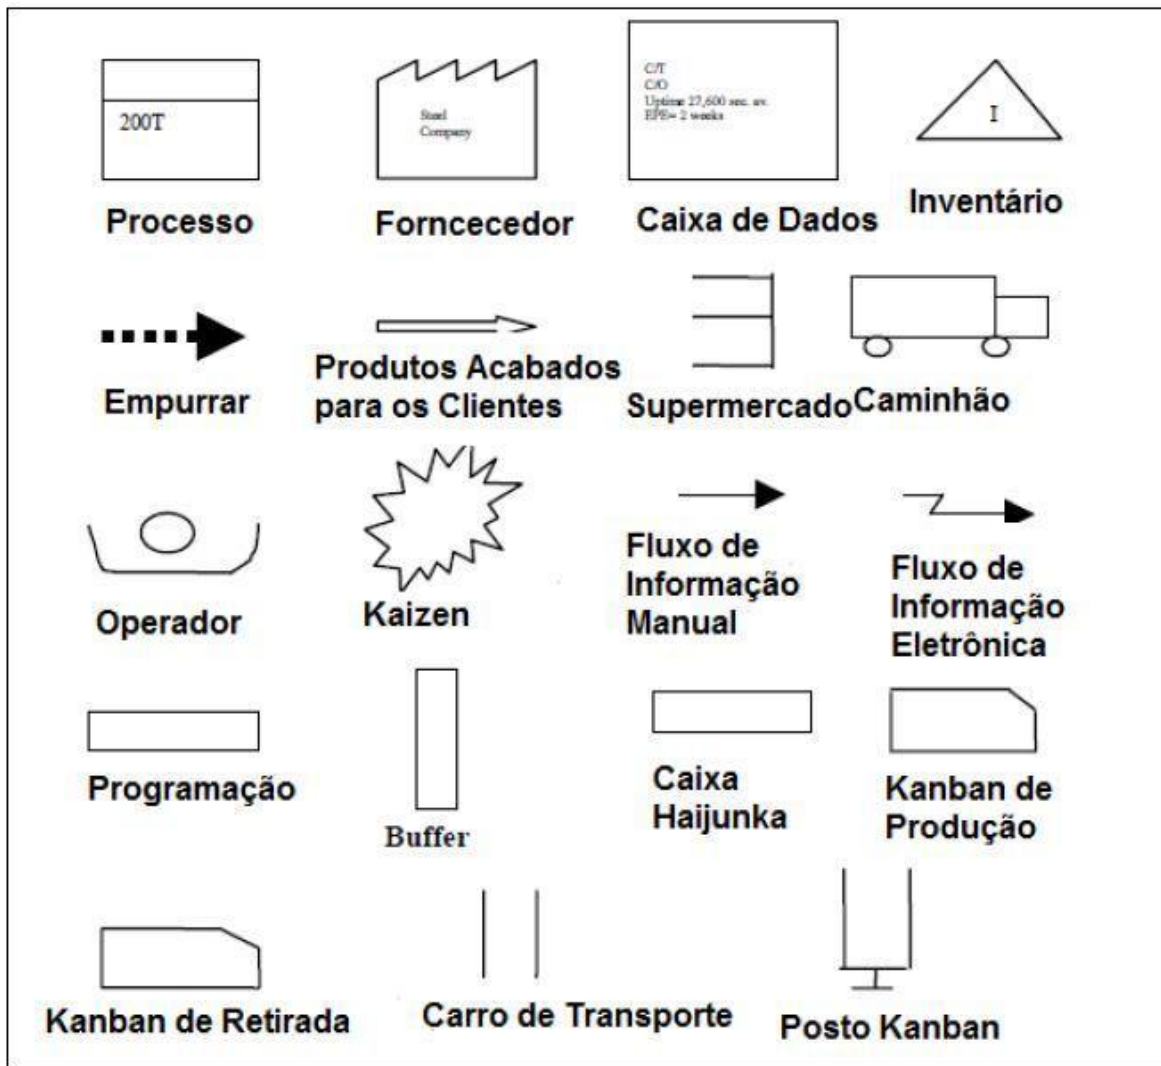 200T
Steel
Company
C/T
C/O
Uptime 27,600 sec. av.
EPE= 2 weeks
I
Processo
Forncecedor
Caixa de Dados
Inventário
Empurrar
Produtos Acabados
para os Clientes
Supermercado
Caminhão
Operador
Kaizen
Fluxo de
Informação
Manual
Fluxo de
Informação
Eletrônica
Programação
Buffer
Caixa
Haijunka
Kanban de
Produção
Kanban de Retirada
Carro de Transporte
Posto Kanban